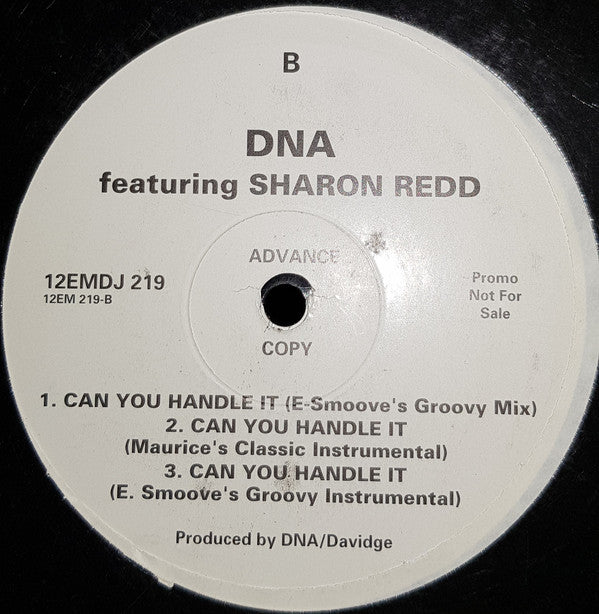 B
DNA
featuring SHARON REDD
ADVANCE
12EMDJ 219
12EM 219-B
Promo
Not For
Sale
COPY
1. CAN YOU HANDLE IT (E-Smoove's Groovy Mix)
2. CAN YOU HANDLE IT
(Maurice's Classic Instrumental)
3. CAN YOU HANDLE IT
(E. Smoove's Groovy Instrumental)
Produced by DNA/Davidge